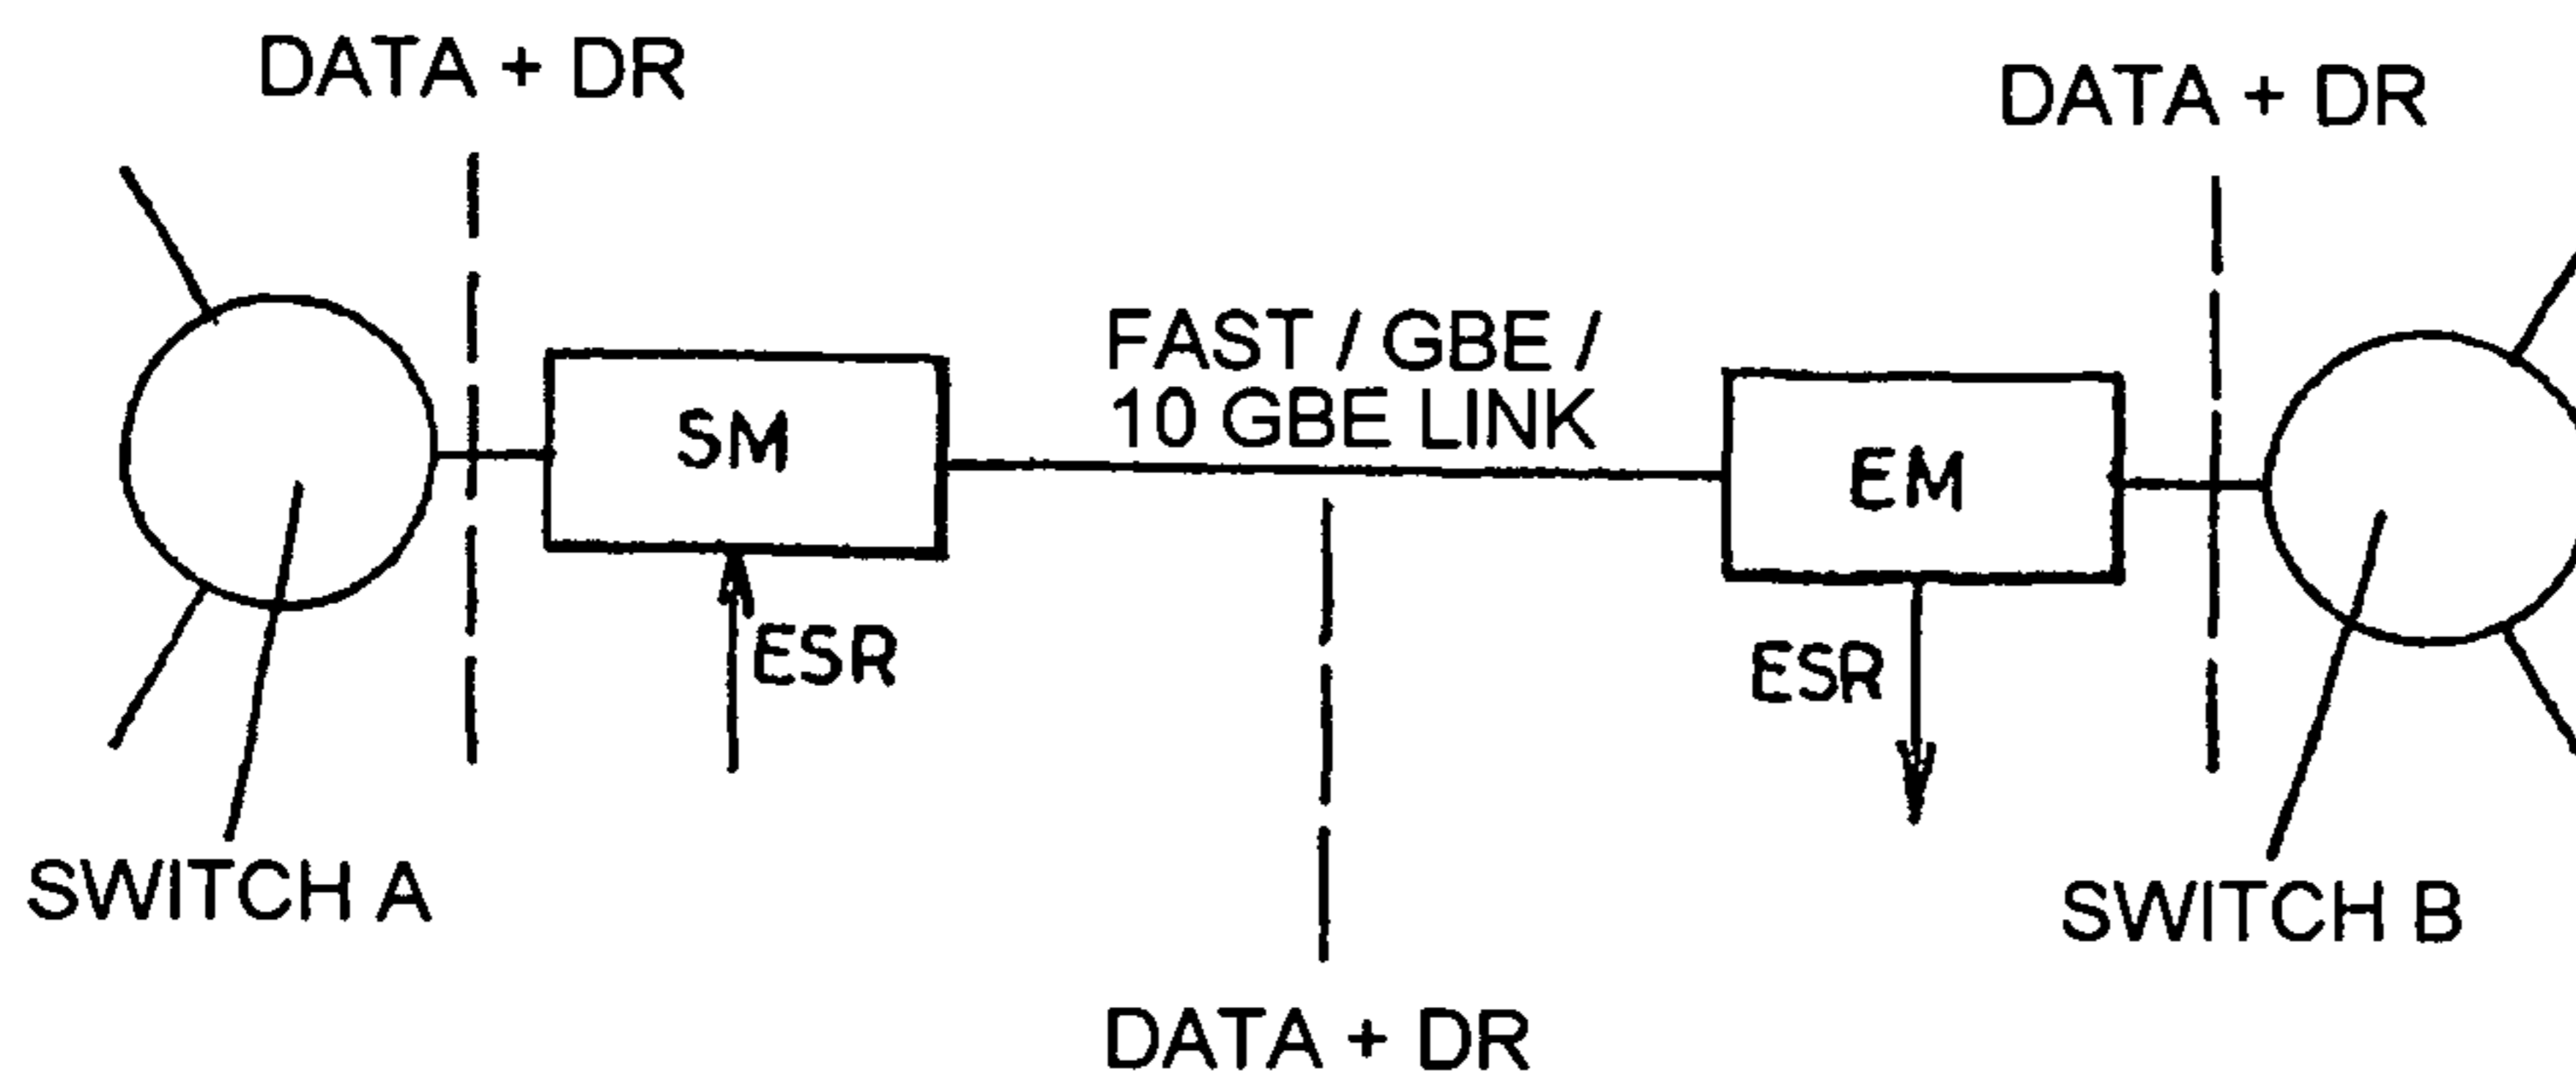 DATA + DR
DATA + DR
FAST / GBE /
10 GBE LINK
SM
EM
ESR
ESR
SWITCH A
SWITCH B
DATA + DR